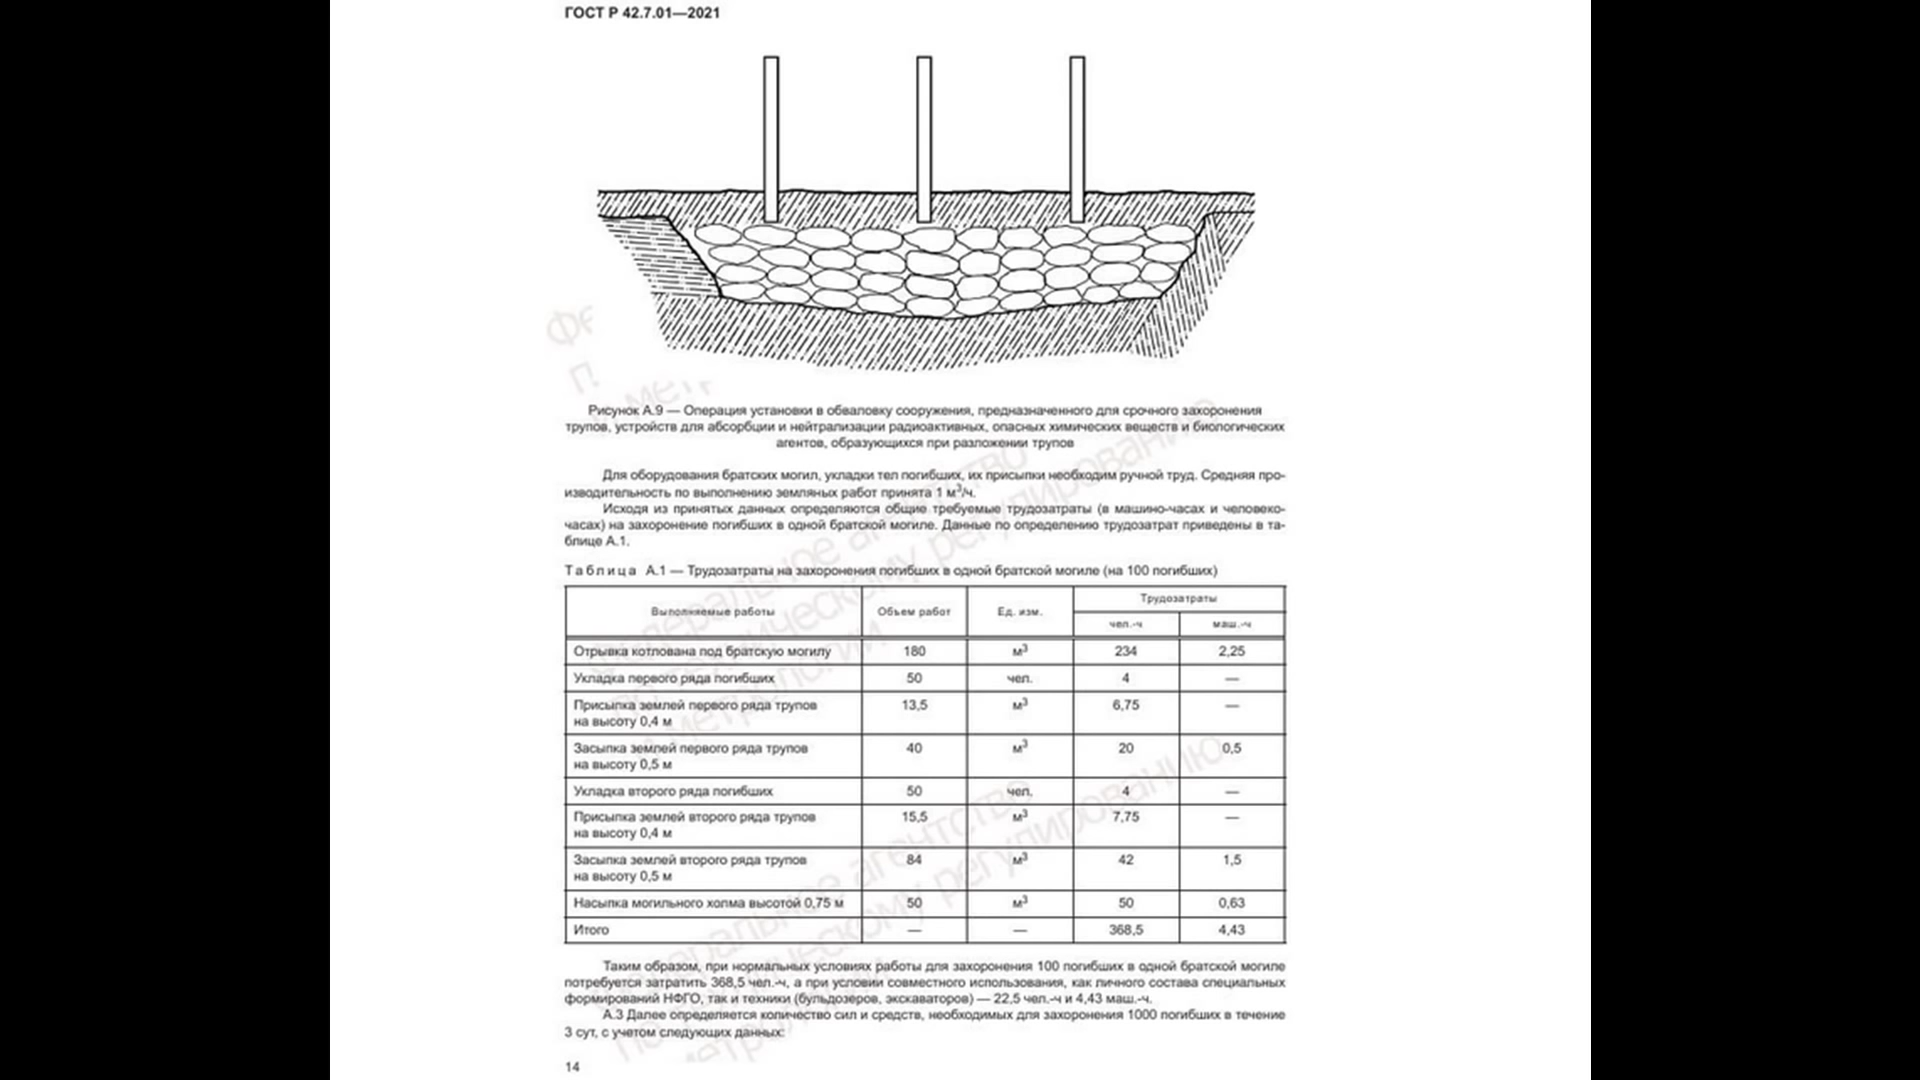 ГОСТ Р 42.7.01—2021
Рисунок А.9 — Операция установки в обваловку сооружения, предназначенного для срочного захоронения
трупов, устройств для абсорбции и нейтрализации радиоактивных, опасных химических веществ и биологических
агентов, образующихся при разложении трупов
Для оборудования братских могил, укладки тел погибших, их присыпки необходим ручной труд. Средняя про-
изводительность по выполнению земляных работ принята 1 м³/ч.
Исходя из принятых данных определяются общие требуемые трудозатраты (в машино-часах и человеко-
часах) на захоронение погибших в одной братской могиле. Данные по определению трудозатрат приведены в та-
блице А.1.
Таблица А.1 — Трудозатраты на захоронения погибших в одной братской могиле (на 100 погибших)
Выполняемые работы Объем работ Ед. изм. Трудозатраты
чел.-ч маш.-ч
Отрывка котлована под братскую могилу 180 м³ 234 2,25
Укладка первого ряда погибших 50 чел. 4 —
Присыпка землей первого ряда трупов 13,5 м³ 6,75 —
на высоту 0,4 м
Засыпка землей первого ряда трупов 40 м³ 20 0,5
на высоту 0,5 м
Укладка второго ряда погибших 50 чел. 4 —
Присыпка землей второго ряда трупов 15,5 м³ 7,75 —
на высоту 0,4 м
Засыпка землей второго ряда трупов 84 м³ 42 1,5
на высоту 0,5 м
Насыпка могильного холма высотой 0,75 м 50 м³ 50 0,63
Итого — — 368,5 4,43
Таким образом, при нормальных условиях работы для захоронения 100 погибших в одной братской могиле
потребуется затратить 368,5 чел.-ч, а при условии совместного использования, как личного состава специальных
формирований НФГО, так и техники (бульдозеров, экскаваторов) — 22,5 чел.-ч и 4,43 маш.-ч.
А.3 Далее определяется количество сил и средств, необходимых для захоронения 1000 погибших в течение
3 сут, с учетом следующих данных:
14